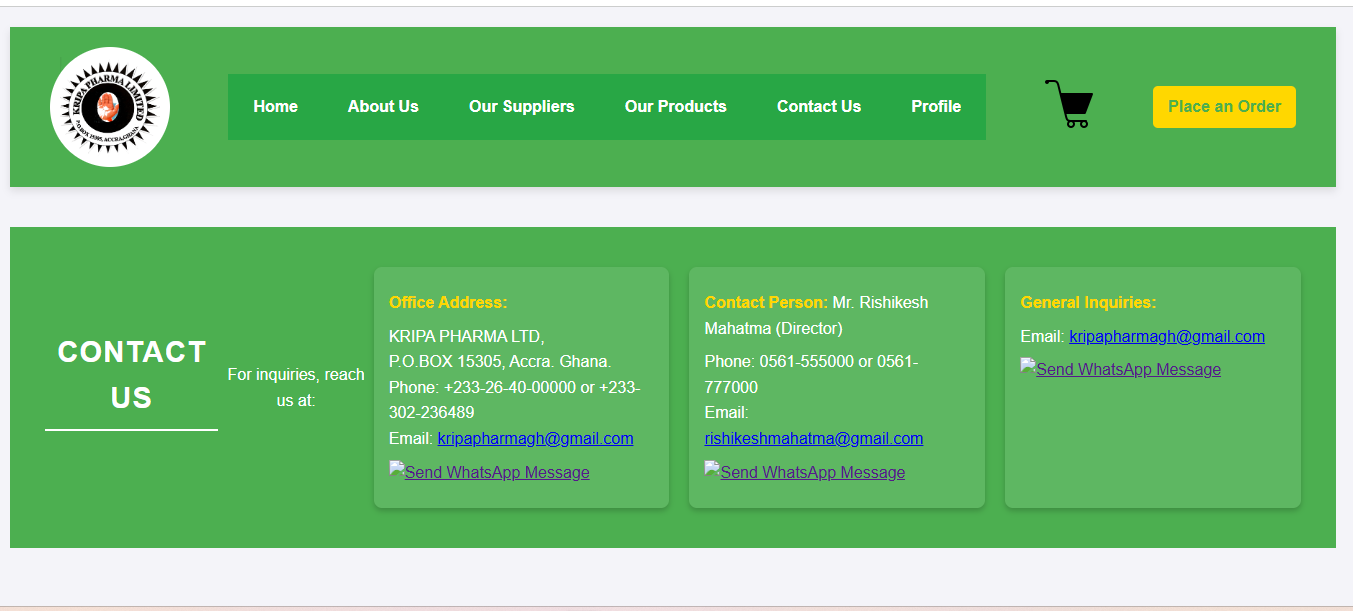 KRIPA PHARMA LIMITED
P.O.BOX 15305, ACCRA.GHANA
Home
About Us
Our Suppliers
Our Products
Contact Us
Profile
Place an Order
CONTACT
US
For inquiries, reach
us at:
Office Address:
KRIPA PHARMA LTD,
P.O.BOX 15305, Accra. Ghana.
Phone: +233-26-40-00000 or +233-
302-236489
Email: kripapharmagh@gmail.com
Send WhatsApp Message
Contact Person: Mr. Rishikesh
Mahatma (Director)
Phone: 0561-555000 or 0561-
777000
Email:
rishikeshmahatma@gmail.com
Send WhatsApp Message
General Inquiries:
Email: kripapharmagh@gmail.com
Send WhatsApp Message